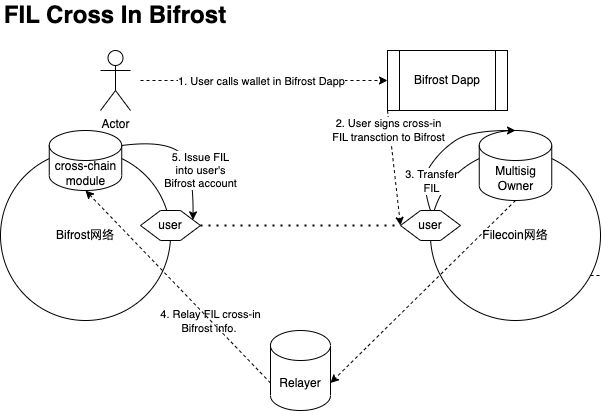 FIL Cross In Bifrost
1. User calls wallet in Bifrost Dapp
Bifrost Dapp
Actor
2. User signs cross-in
FIL transction to Bifrost
cross-chain
module
5. Issue FIL
into user's
Bifrost account
3. Transfer
FIL
Multisig
Owner
Bifrost网络
user
user
Filecoin网络
4. Relay FIL cross-in
Bifrost info.
Relayer